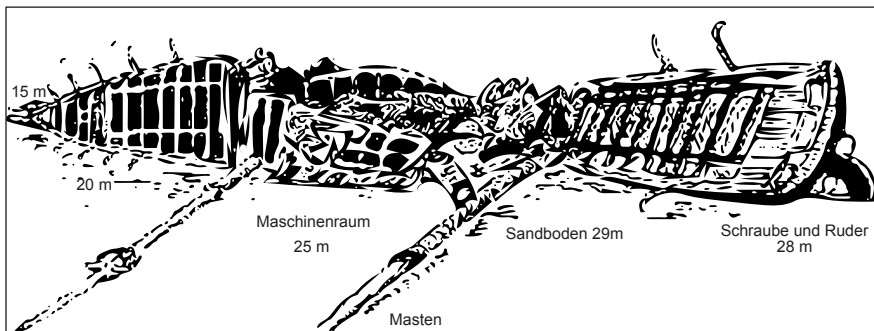 15 m
20 m
Maschinenraum
25 m
Sandboden 29m
Schraube und Ruder
28 m
Masten